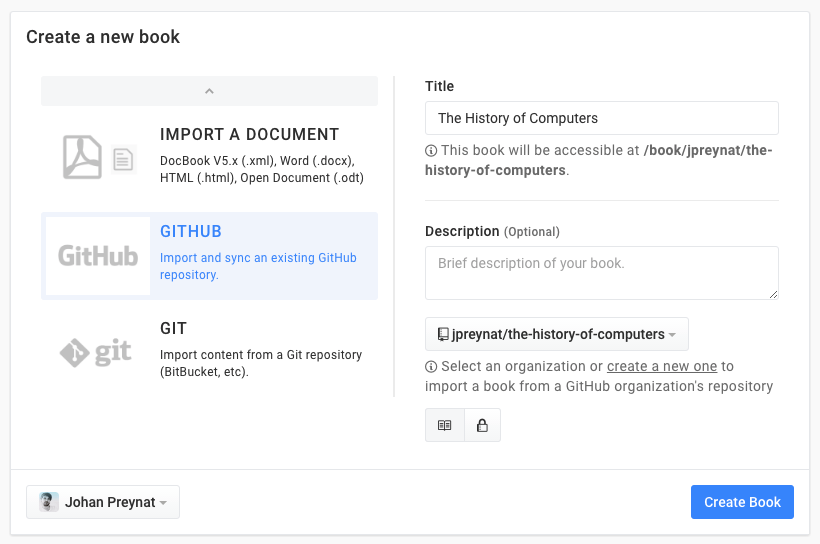 Create a new book
IMPORT A DOCUMENT
DocBook V5.x (.xml), Word (.docx),
HTML (.html), Open Document (.odt)
GitHub
GITHUB
Import and sync an existing GitHub
repository.
git
GIT
Import content from a Git repository
(BitBucket, etc).
Title
The History of Computers
This book will be accessible at /book/jpreynat/the-
history-of-computers.
Description (Optional)
Brief description of your book.
jpreynat/the-history-of-computers
Select an organization or create a new one to
import a book from a GitHub organization's repository
Johan Preynat
Create Book